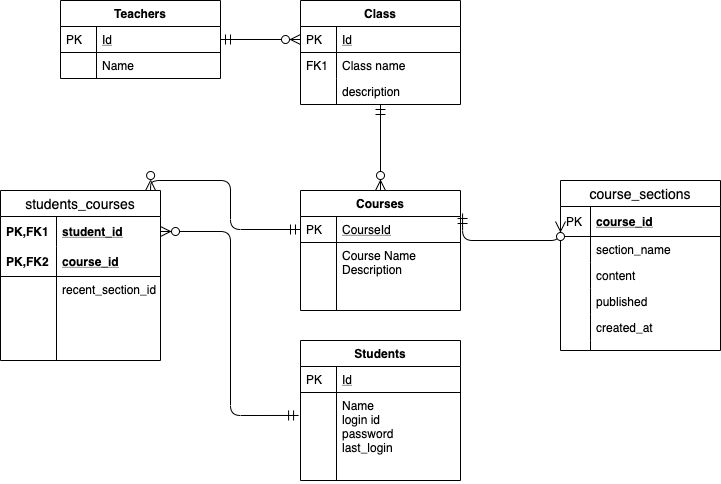 Teachers
PK Id
Name
Class
PK Id
FK1 Class name
description
students_courses
PK,FK1 student_id
PK,FK2 course_id
recent_section_id
Courses
PK CourseId
Course Name
Description
course_sections
PK course_id
section_name
content
published
created_at
Students
PK Id
Name
login id
password
last_login